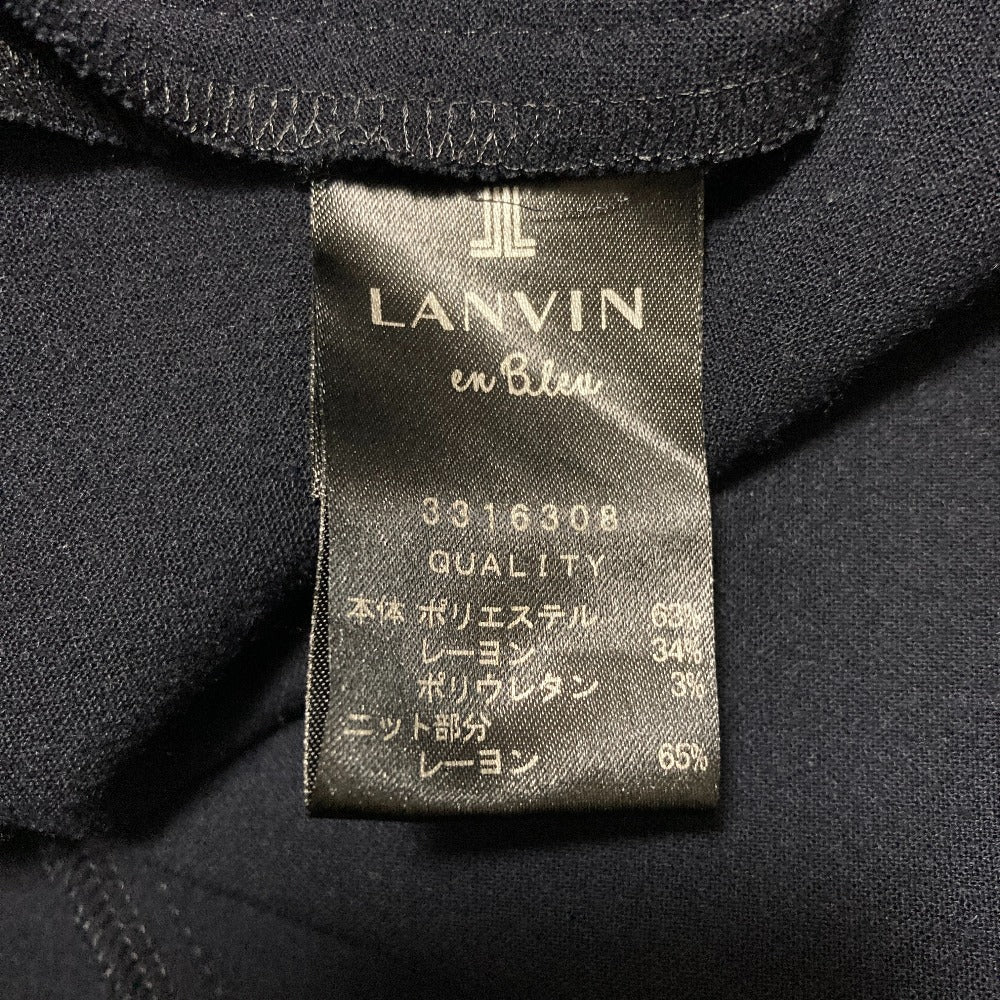 LANVIN
en Bleu
3316308
QUALITY
本体 ポリエステル 63%
レーヨン 34%
ポリウレタン 3%
ニット部分
レーヨン 65%